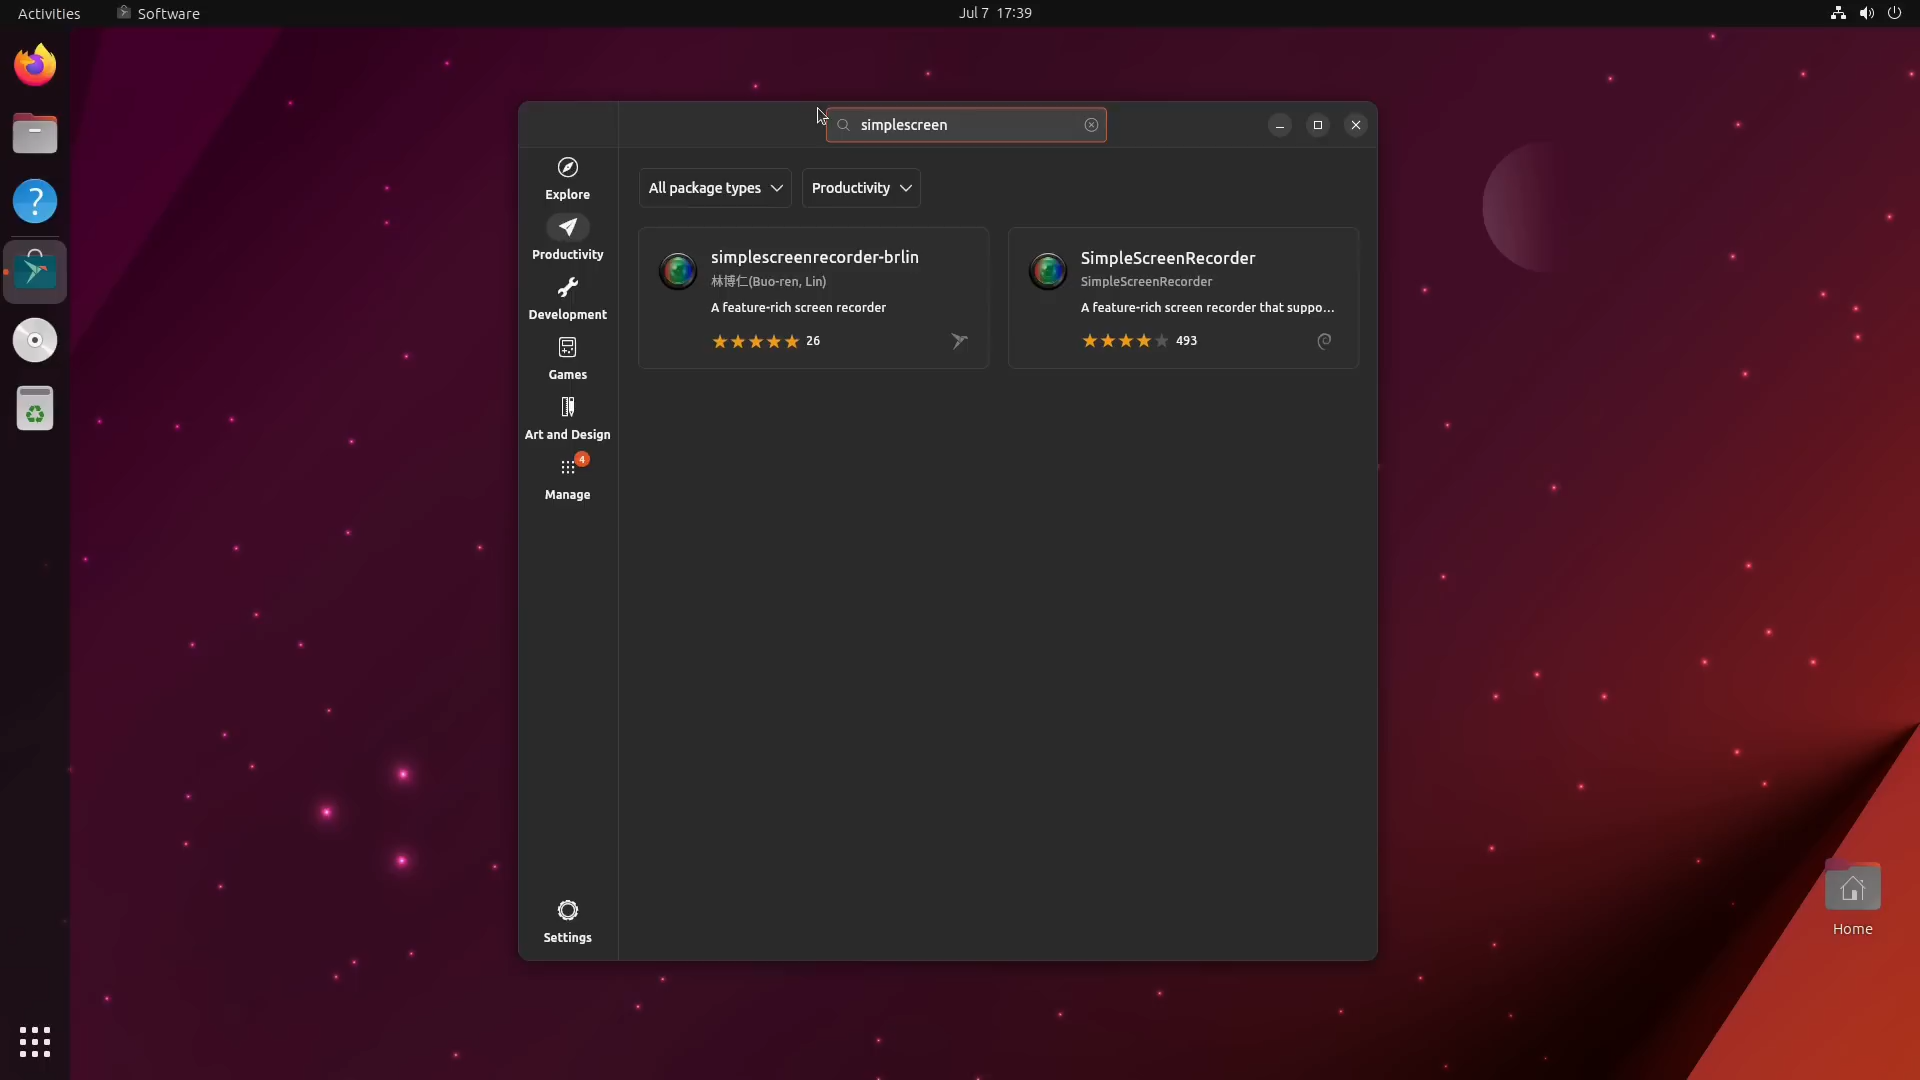 Activities
Software
Jul 7 17:39
simplescreen
All package types
Productivity
Explore
Productivity
Development
Games
Art and Design
4
Manage
Settings
simplescreenrecorder-brlin
林博仁(Buo-ren, Lin)
A feature-rich screen recorder
26
SimpleScreenRecorder
SimpleScreenRecorder
A feature-rich screen recorder that suppo...
493
Home